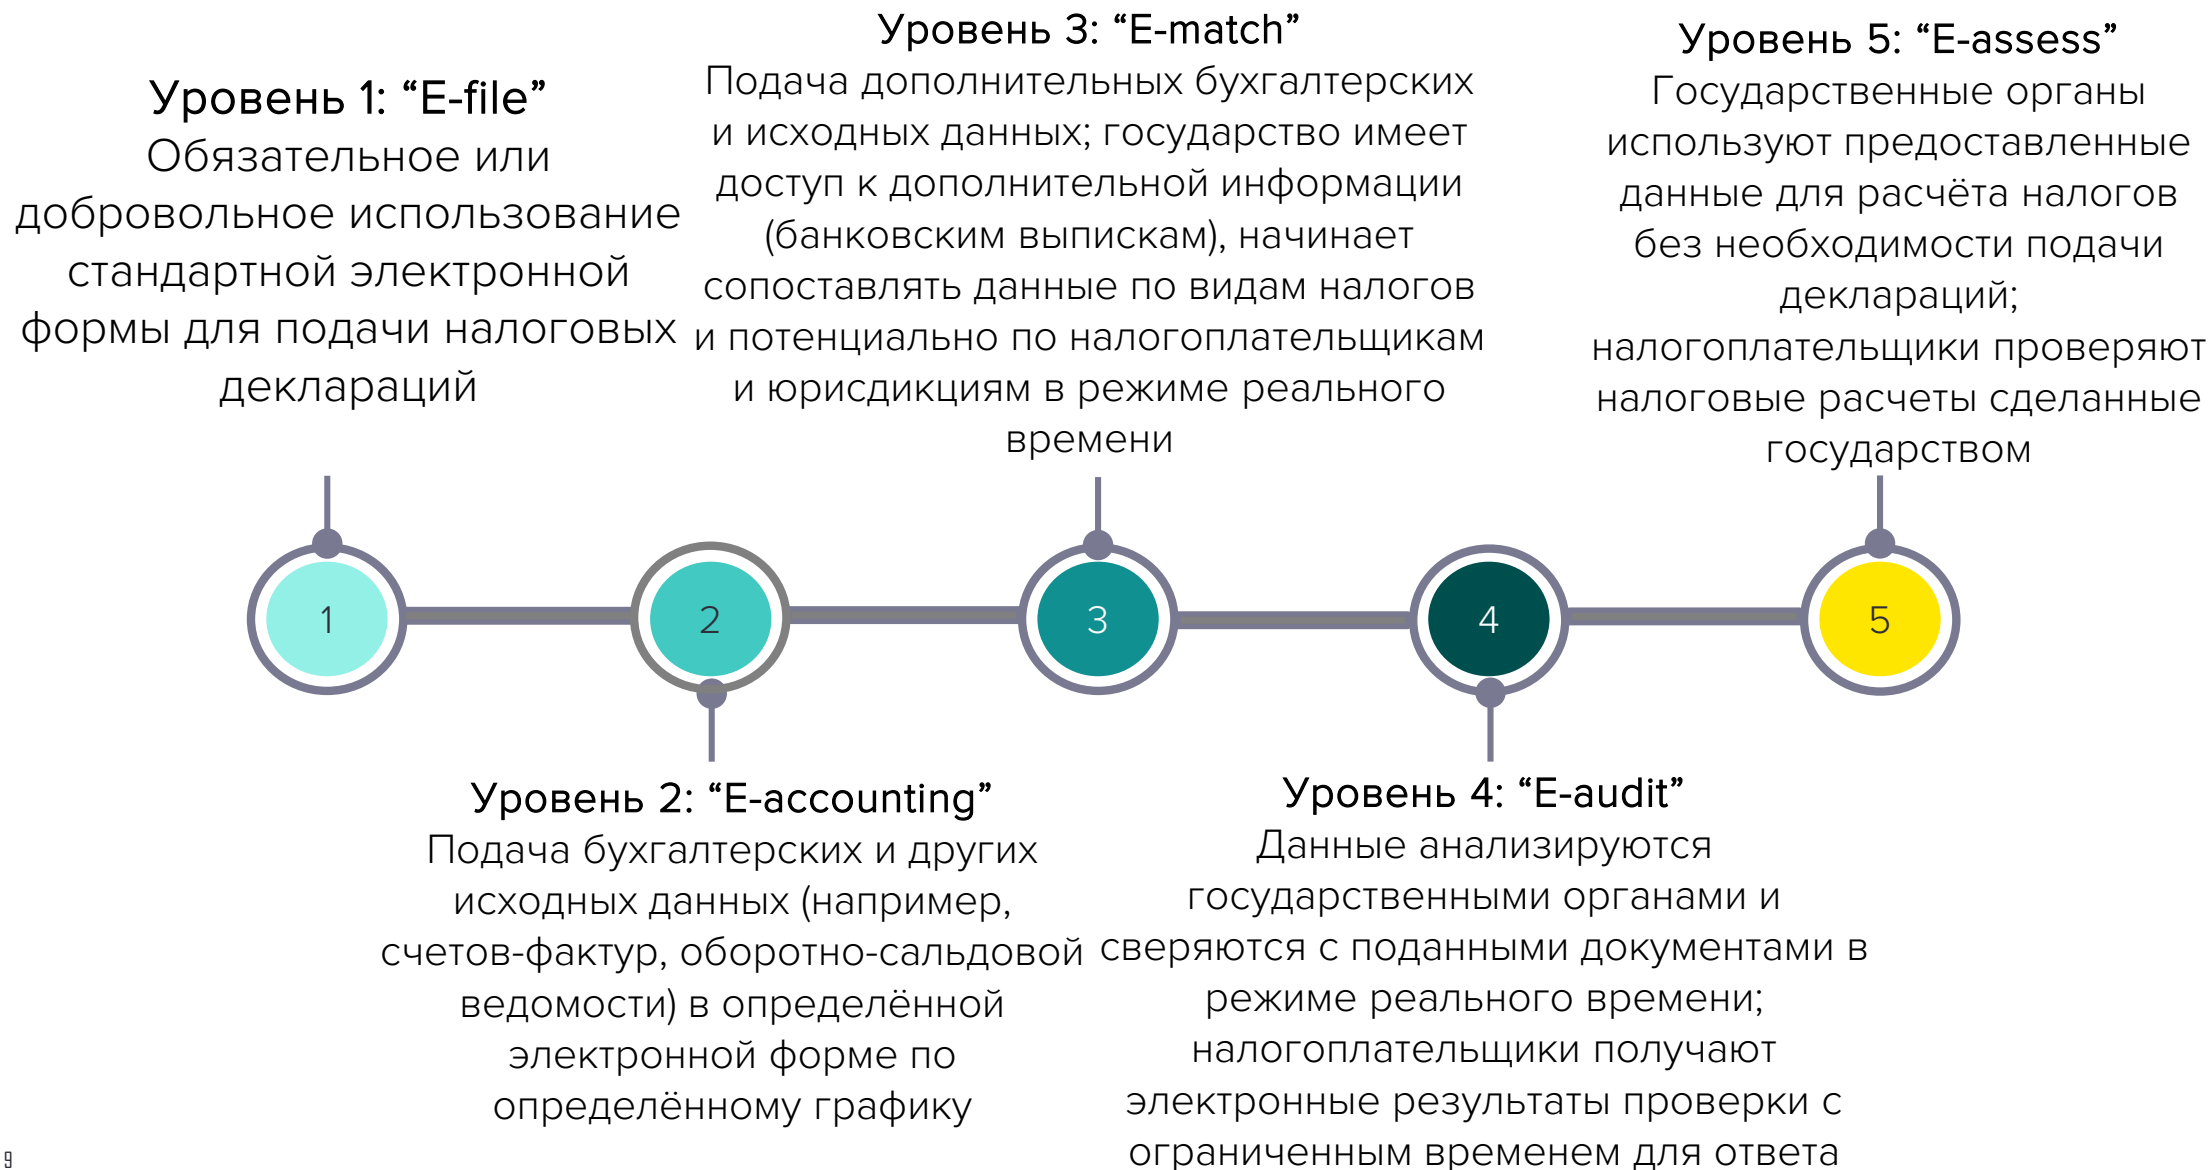 Уровень 1: “E-file”
Обязательное или
добровольное использование
стандартной электронной
формы для подачи налоговых
деклараций
Уровень 3: “E-match”
Подача дополнительных бухгалтерских
и исходных данных; государство имеет
доступ к дополнительной информации
(банковским выпискам), начинает
сопоставлять данные по видам налогов
и потенциально по налогоплательщикам
и юрисдикциям в режиме реального
времени
Уровень 5: “E-assess”
Государственные органы
используют предоставленные
данные для расчёта налогов
без необходимости подачи
деклараций;
налогоплательщики проверяют
налоговые расчеты сделанные
государством
1
2
3
4
5
Уровень 2: “E-accounting”
Подача бухгалтерских и других
исходных данных (например,
счетов-фактур, оборотно-сальдовой
ведомости) в определённой
электронной форме по
определённому графику
Уровень 4: “E-audit”
Данные анализируются
государственными органами и
сверяются с поданными документами в
режиме реального времени;
налогоплательщики получают
электронные результаты проверки с
ограниченным временем для ответа
9